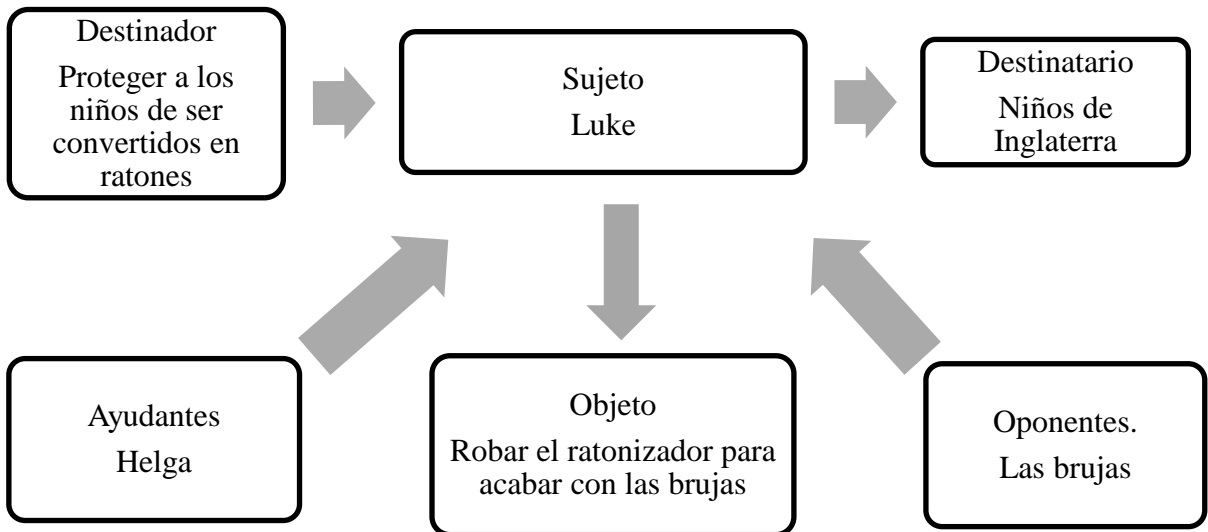 Destinador
Proteger a los
niños de ser
convertidos en
ratones
Sujeto
Luke
Destinatario
Niños de
Inglaterra
Ayudantes
Helga
Objeto
Robar el ratonizador para
acabar con las brujas
Oponentes.
Las brujas